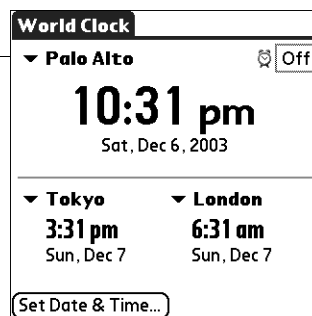 World Clock
Palo Alto Off
10:31 pm
Sat, Dec 6, 2003
Tokyo London
3:31 pm 6:31 am
Sun, Dec 7 Sun, Dec 7
Set Date & Time...